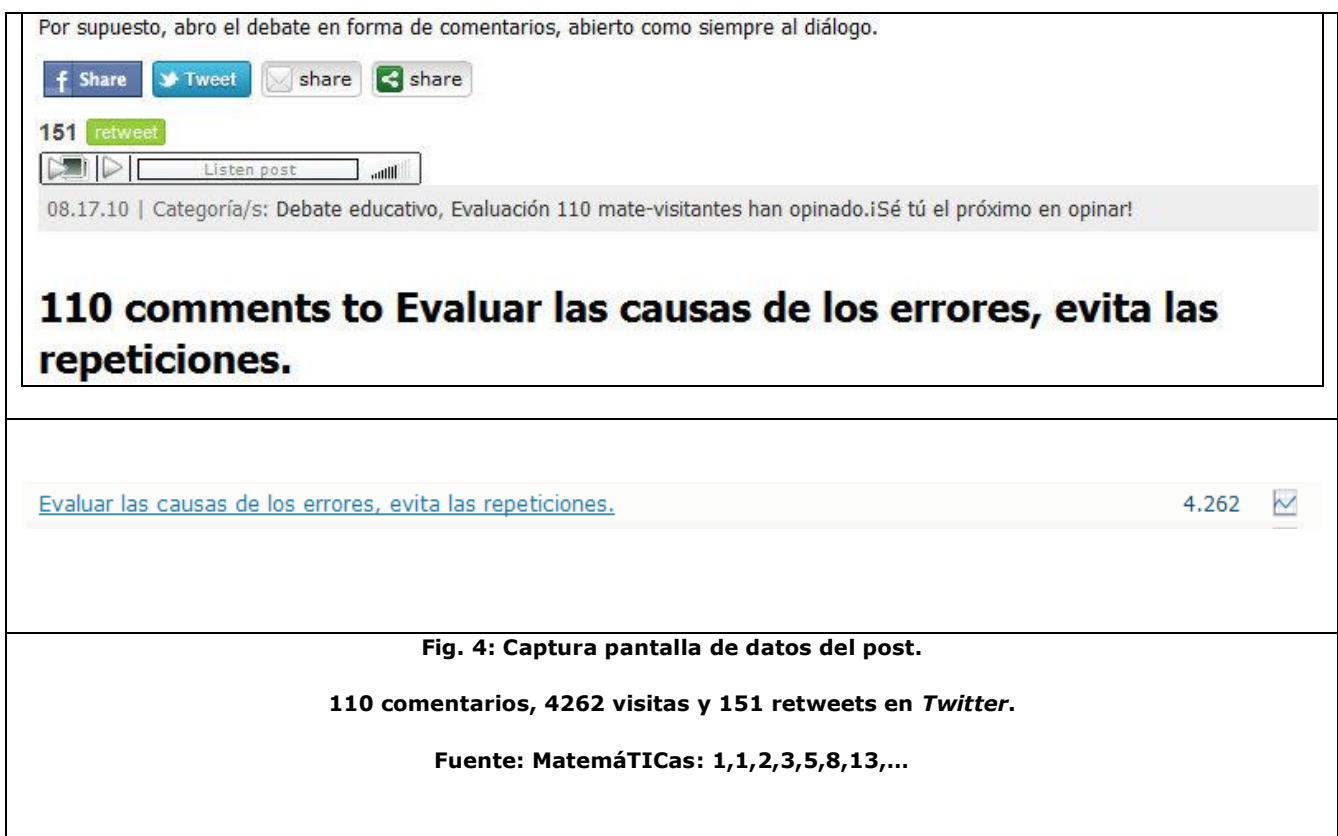 Por supuesto, abro el debate en forma de comentarios, abierto como siempre al diálogo.
f Share Tweet share share
151 retweet
Listen post
08.17.10 | Categoría/s: Debate educativo, Evaluación 110 mate-visitantes han opinado.¡Sé tú el próximo en opinar!
110 comments to Evaluar las causas de los errores, evita las
repeticiones.
Evaluar las causas de los errores, evita las repeticiones. 4.262
Fig. 4: Captura pantalla de datos del post.
110 comentarios, 4262 visitas y 151 retweets en Twitter.
Fuente: MatemáTICas: 1,1,2,3,5,8,13,…